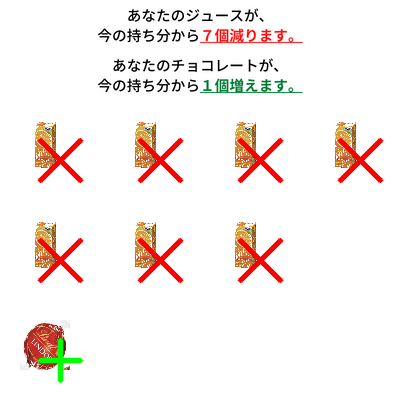 あなたのジュースが、
今の持ち分から７個減ります。
あなたのチョコレートが、
今の持ち分から１個増えます。